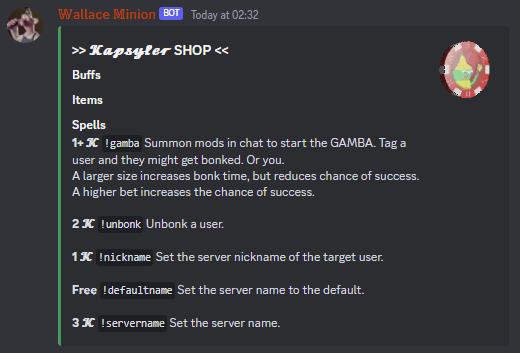 𝕎allace 𝕄inion BOT Today at 02:32
>> 𝓚𝓪𝓹𝓼𝔂𝓵𝓮𝓻 SHOP <<
Buffs
Items
Spells
1+ 𝓚 !gamba Summon mods in chat to start the GAMBA. Tag a
user and they might get bonked. Or you.
A larger size increases bonk time, but reduces chance of success.
A higher bet increases the chance of success.
2 𝓚 !unbonk Unbonk a user.
1 𝓚 !nickname Set the server nickname of the target user.
Free !defaultname Set the server name to the default.
3 𝓚 !servername Set the server name.